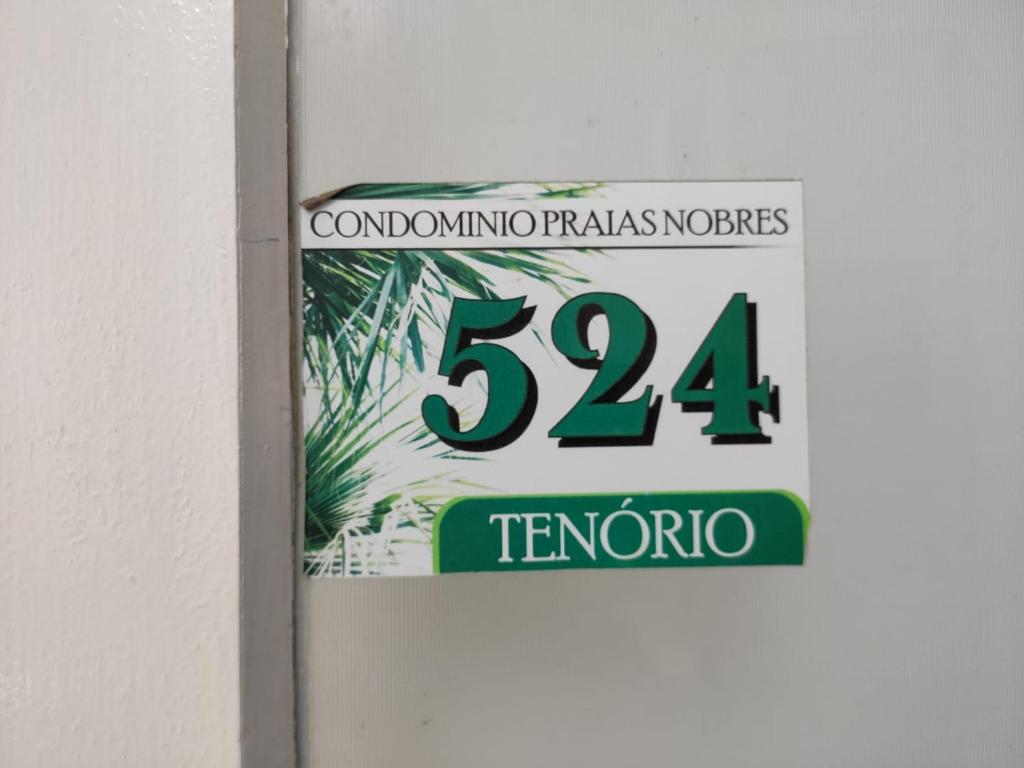 CONDOMINIO PRAIAS NOBRES
524
TENÓRIO